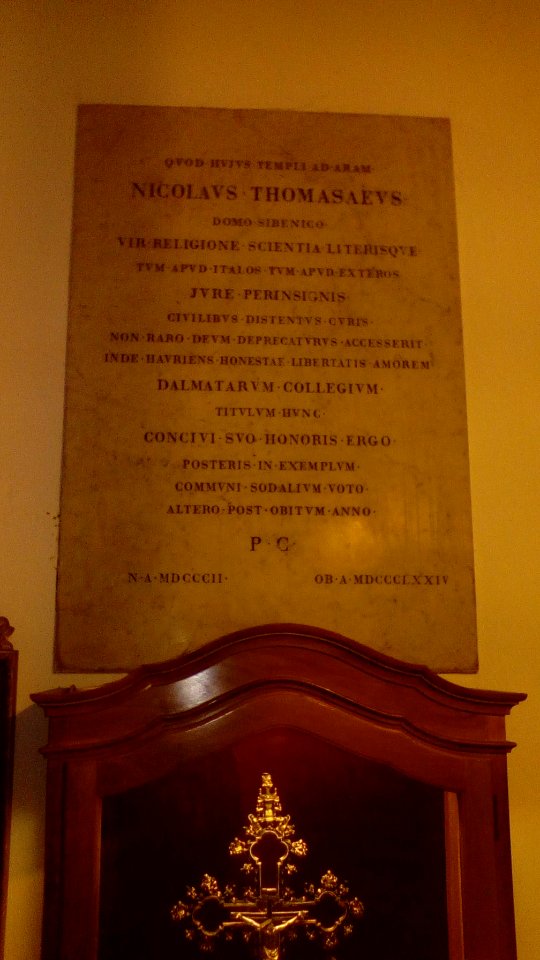 QVOD·HVIVS·TEMPLI·AD·ARAM·
NICOLAVS·THOMASAEVS·
DOMO·SIBENICO·
VIR·RELIGIONE·SCIENTIA·LITERISQVE
TVM·APVD·ITALOS·TVM·APVD·EXTEROS·
JVRE·PERINSIGNIS·
CIVILIBVS·DISTENTVS·CVRIS·
NON·RARO·DEVM·DEPRECATVRVS·ACCESSERIT·
INDE·HAVRIENS·HONESTAE·LIBERTATIS·AMOREM·
DALMATARVM·COLLEGIVM·
TITVLVM·HVNC·
CONCIVI·SVO·HONORIS·ERGO·
POSTERIS·IN·EXEMPLVM·
COMMVNI·SODALIVM·VOTO·
ALTERO·POST·OBITVM·ANNO·
P·C·
N·A·MDCCCII· OB·A·MDCCCLXXIV